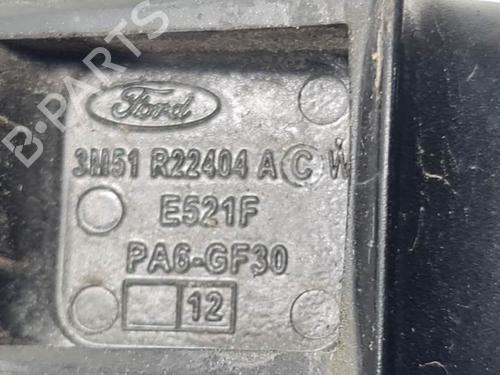 Ford
3M51 R22404 A C W
E521F
PA6-GF30
12
B-PARTS